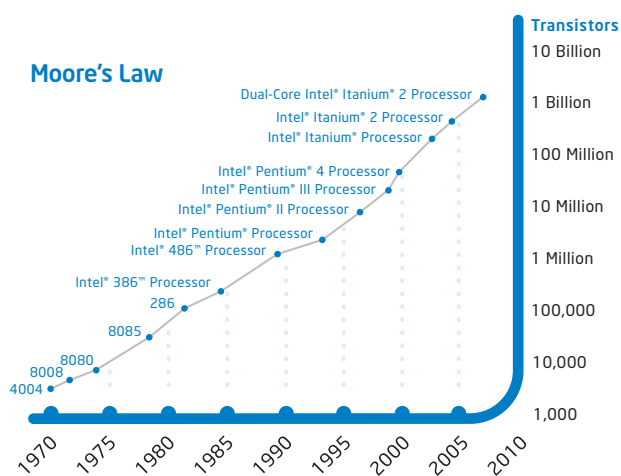 Transistors
10 Billion
Moore's Law
Dual-Core Intel® Itanium® 2 Processor
1 Billion
Intel® Itanium® 2 Processor
Intel® Itanium® Processor
100 Million
Intel® Pentium® 4 Processor
Intel® Pentium® III Processor
Intel® Pentium® II Processor
10 Million
Intel® Pentium® Processor
Intel® 486™ Processor
1 Million
Intel® 386™ Processor
286
100,000
8085
8080
10,000
8008
4004
1,000
1970
1975
1980
1985
1990
1995
2000
2005
2010